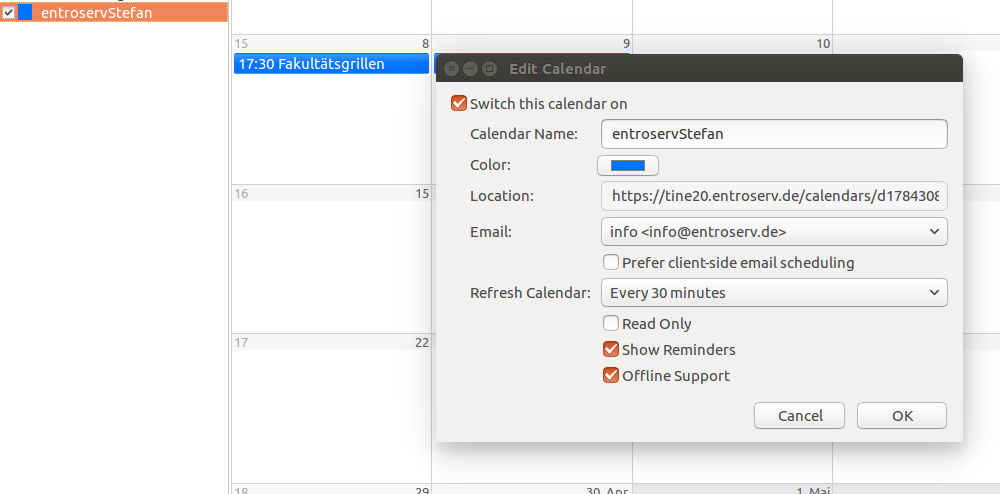 entroservStefan
15 8 9 10
17:30 Fakultätsgrillen
Edit Calendar
Switch this calendar on
Calendar Name: entroservStefan
Color:
Location: https://tine20.entroserv.de/calendars/d1784308
Email: info <info@entroserv.de>
Prefer client-side email scheduling
Refresh Calendar: Every 30 minutes
Read Only
Show Reminders
Offline Support
Cancel OK
16 15
17 22
18 29 30. Apr 1. Mai